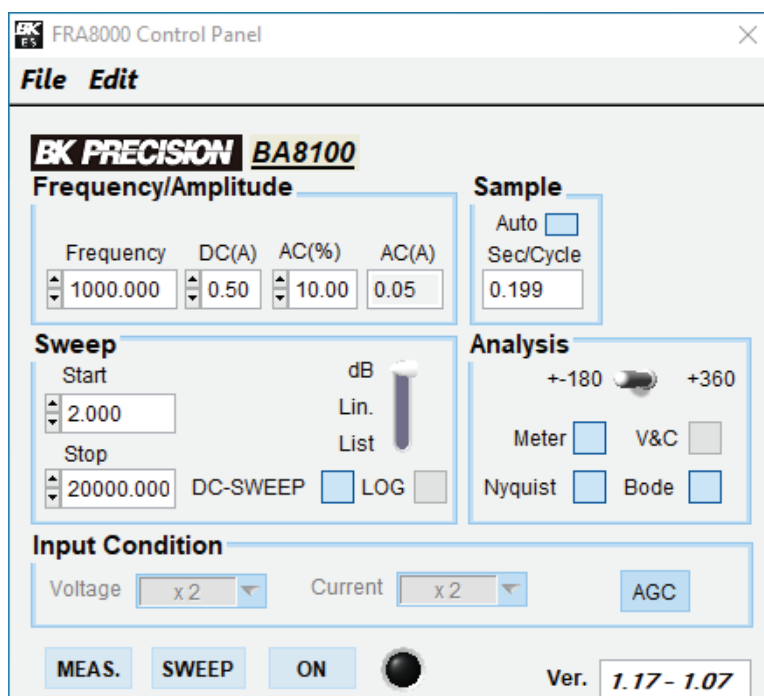 BK
ES
FRA8000 Control Panel
File Edit
BK PRECISION BA8100
Frequency/Amplitude
Frequency DC(A) AC(%) AC(A)
1000.000 0.50 10.00 0.05
Sample
Auto
Sec/Cycle
0.199
Sweep
Start
2.000
Stop
20000.000
dB
Lin.
List
DC-SWEEP LOG
Analysis
+-180 +360
Meter V&C
Nyquist Bode
Input Condition
Voltage x 2 Current x 2 AGC
MEAS. SWEEP ON Ver. 1.17 - 1.07